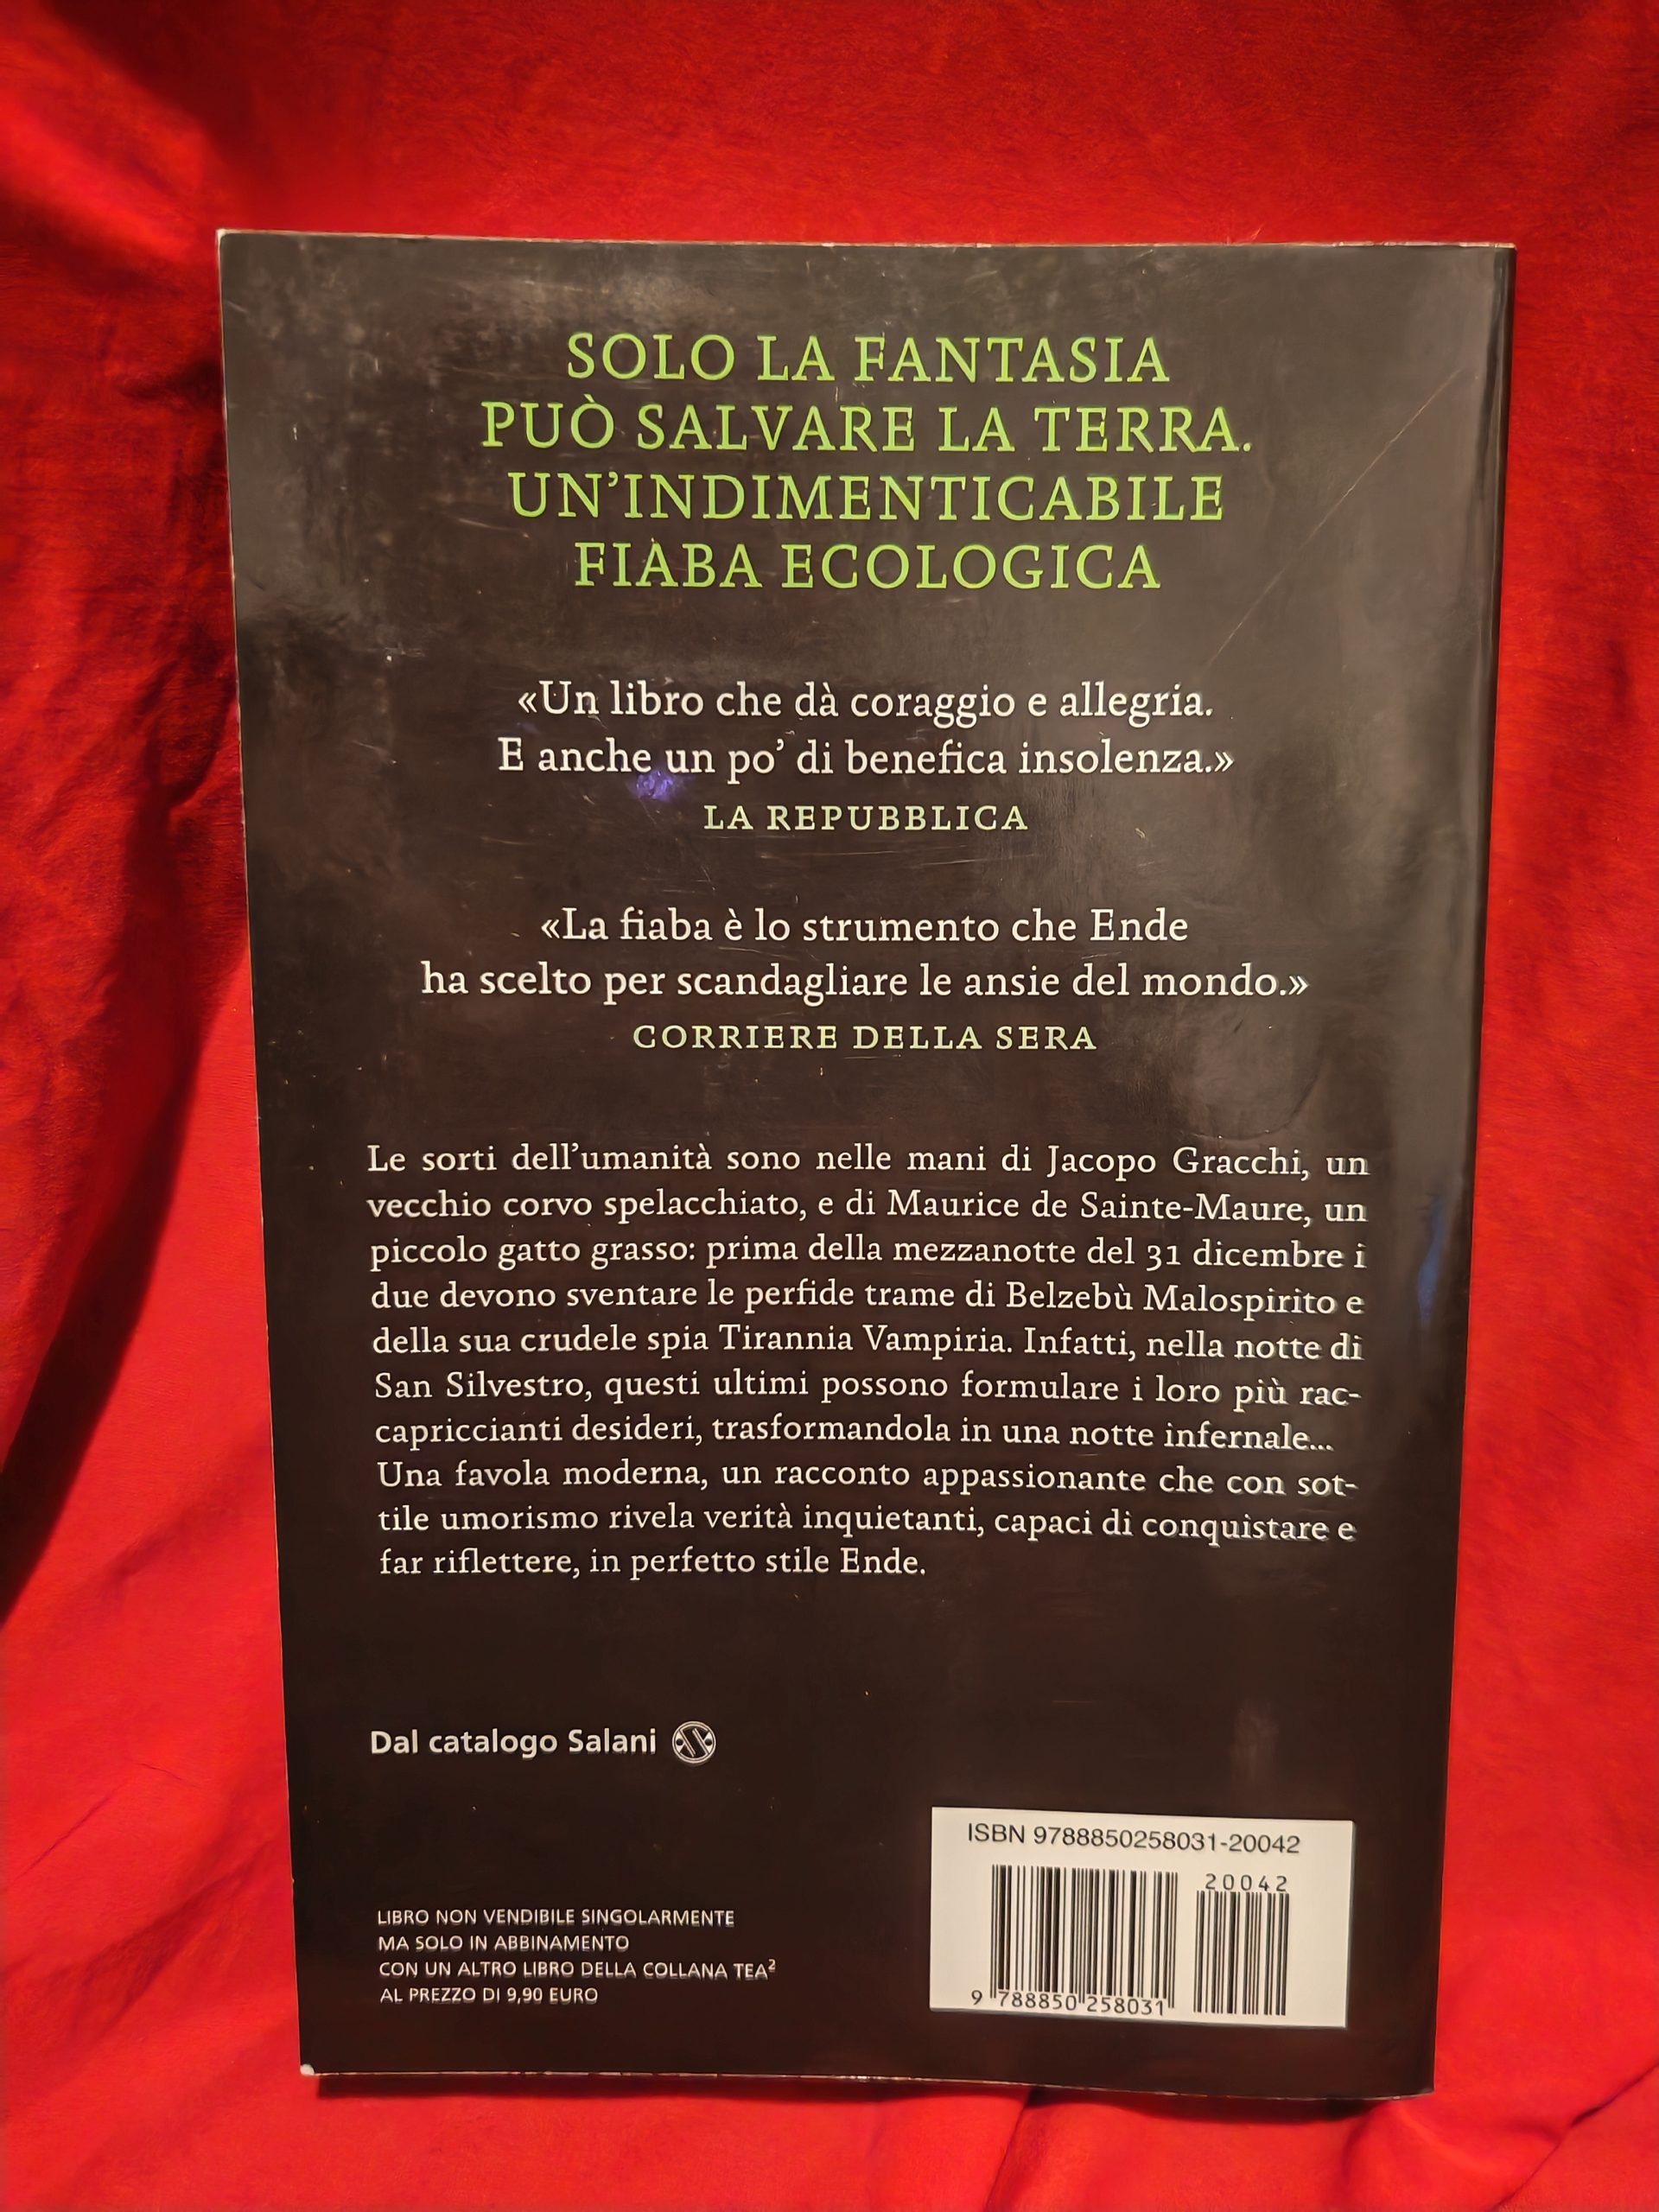 SOLO LA FANTASIA
PUÒ SALVARE LA TERRA.
UN’INDIMENTICABILE
FIABA ECOLOGICA
«Un libro che dà coraggio e allegria.
E anche un po’ di benefica insolenza.»
LA REPUBBLICA
«La fiaba è lo strumento che Ende
ha scelto per scandagliare le ansie del mondo.»
CORRIERE DELLA SERA
Le sorti dell’umanità sono nelle mani di Jacopo Gracchi, un
vecchio corvo spelacchiato, e di Maurice de Sainte-Maure, un
piccolo gatto grasso: prima della mezzanotte del 31 dicembre i
due devono sventare le perfide trame di Belzebù Malospirito e
della sua crudele spia Tirannia Vampiria. Infatti, nella notte di
San Silvestro, questi ultimi possono formulare i loro più rac-
capriccianti desideri, trasformandola in una notte infernale...
Una favola moderna, un racconto appassionante che con sot-
tile umorismo rivela verità inquietanti, capaci di conquistare e
far riflettere, in perfetto stile Ende.
Dal catalogo Salani
ISBN 9788850258031-20042
20042
9 788850 258031
LIBRO NON VENDIBILE SINGOLARMENTE
MA SOLO IN ABBINAMENTO
CON UN ALTRO LIBRO DELLA COLLANA TEA²
AL PREZZO DI 9,90 EURO